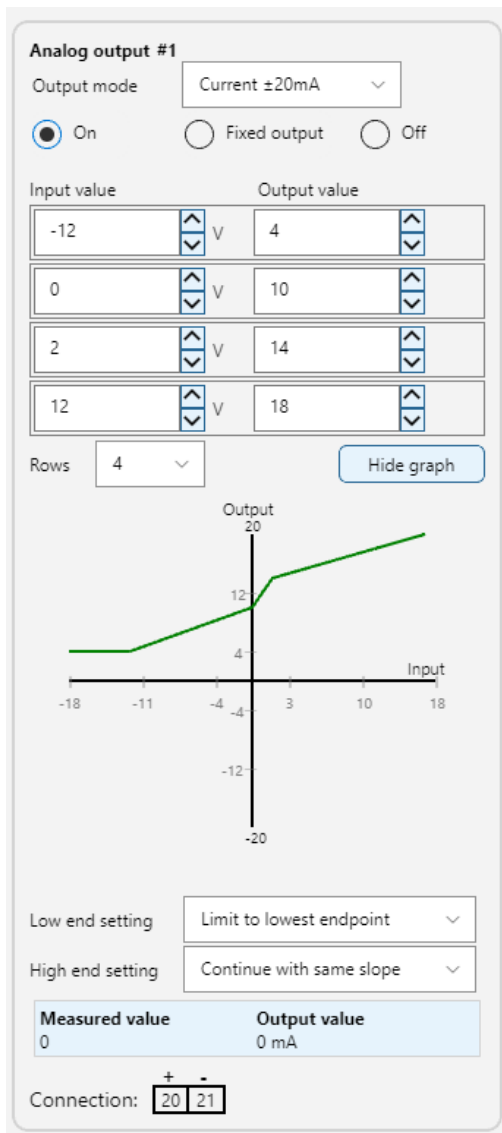 Analog output #1
Output mode Current ±20mA
On Fixed output Off
Input value Output value
-12 V 4
0 V 10
2 V 14
12 V 18
Rows 4 Hide graph
Output
20
12
4
Input
-18 -11 -4 3 10 18
-4
-12
-20
Low end setting Limit to lowest endpoint
High end setting Continue with same slope
Measured value Output value
0 0 mA
+ -
Connection: 20 21